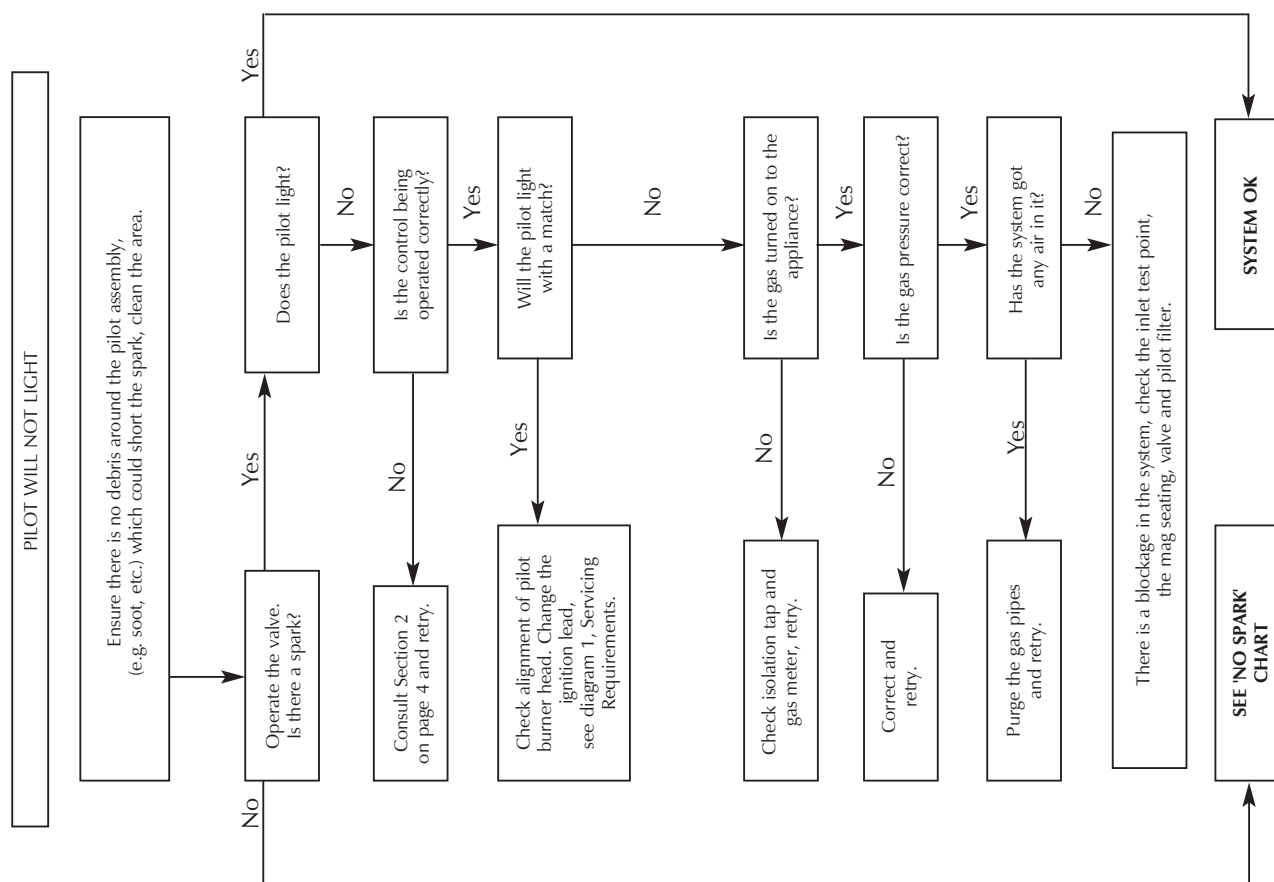 PILOT WILL NOT LIGHT
Ensure there is no debris around the pilot assembly,
(e.g. soot, etc.) which could short the spark, clean the area.
No
Operate the valve.
Is there a spark?
Yes
Does the pilot light?
Yes
No
Consult Section 2
on page 4 and retry.
No
Is the control being
operated correctly?
Yes
Check alignment of pilot
burner head. Change the
ignition lead,
see diagram 1, Servicing
Requirements.
Yes
Will the pilot light
with a match?
No
Check isolation tap and
gas meter, retry.
No
Is the gas turned on to the
appliance?
Yes
Correct and
retry.
No
Is the gas pressure correct?
Yes
Purge the gas pipes
and retry.
Yes
Has the system got
any air in it?
No
There is a blockage in the system, check the inlet test point,
the mag seating, valve and pilot filter.
SEE 'NO SPARK'
CHART
SYSTEM OK